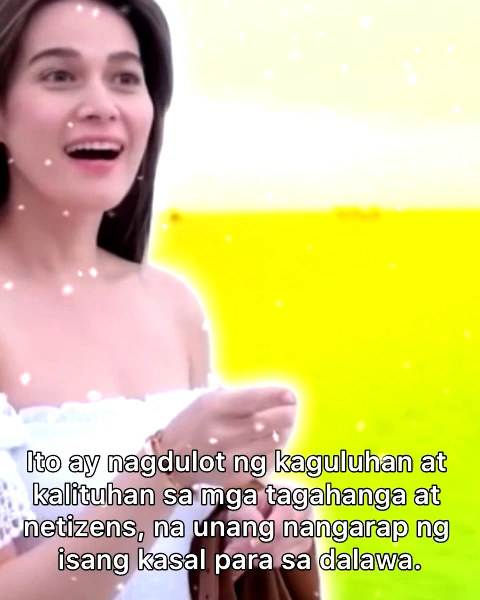 Ito ay nagdulot ng kaguluhan at
kalituhan sa mga tagahanga at
netizens, na unang nangarap ng
isang kasal para sa dalawa.